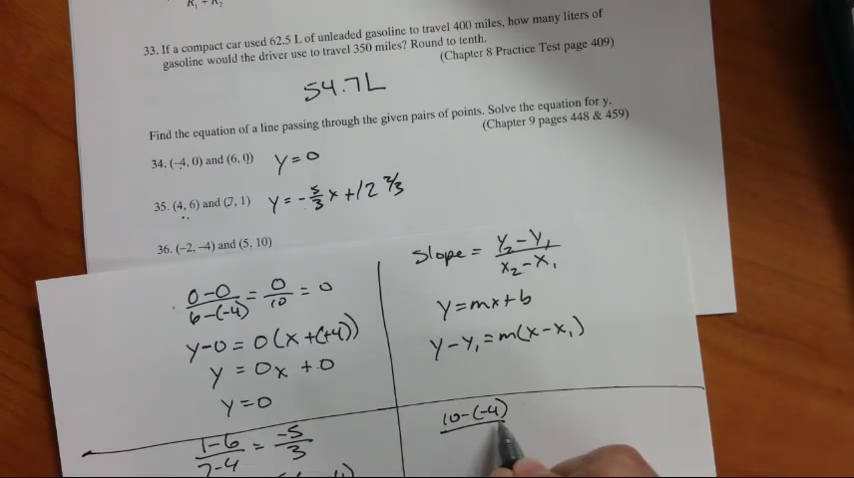 R₁ + R₂
33. If a compact car used 62.5 L of unleaded gasoline to travel 400 miles, how many liters of
gasoline would the driver use to travel 350 miles? Round to tenth.
(Chapter 8 Practice Test page 409)
54.7L
Find the equation of a line passing through the given pairs of points. Solve the equation for y.
(Chapter 9 pages 448 & 459)
34. (-4, 0) and (6, 0) y = 0
35. (4, 6) and (7, 1) y = -5/3 x + 12 2/3
36. (-2, -4) and (5, 10)
Slope = (y₂-y₁)/(x₂-x₁)
y = mx + b
y - y₁ = m(x - x₁)
(0-0)/(6-(-4)) = 0/10 = 0
y-0 = 0(x+(+4))
y = 0x + 0
y = 0
(1-6)/(7-4) = -5/3
10-(-4)